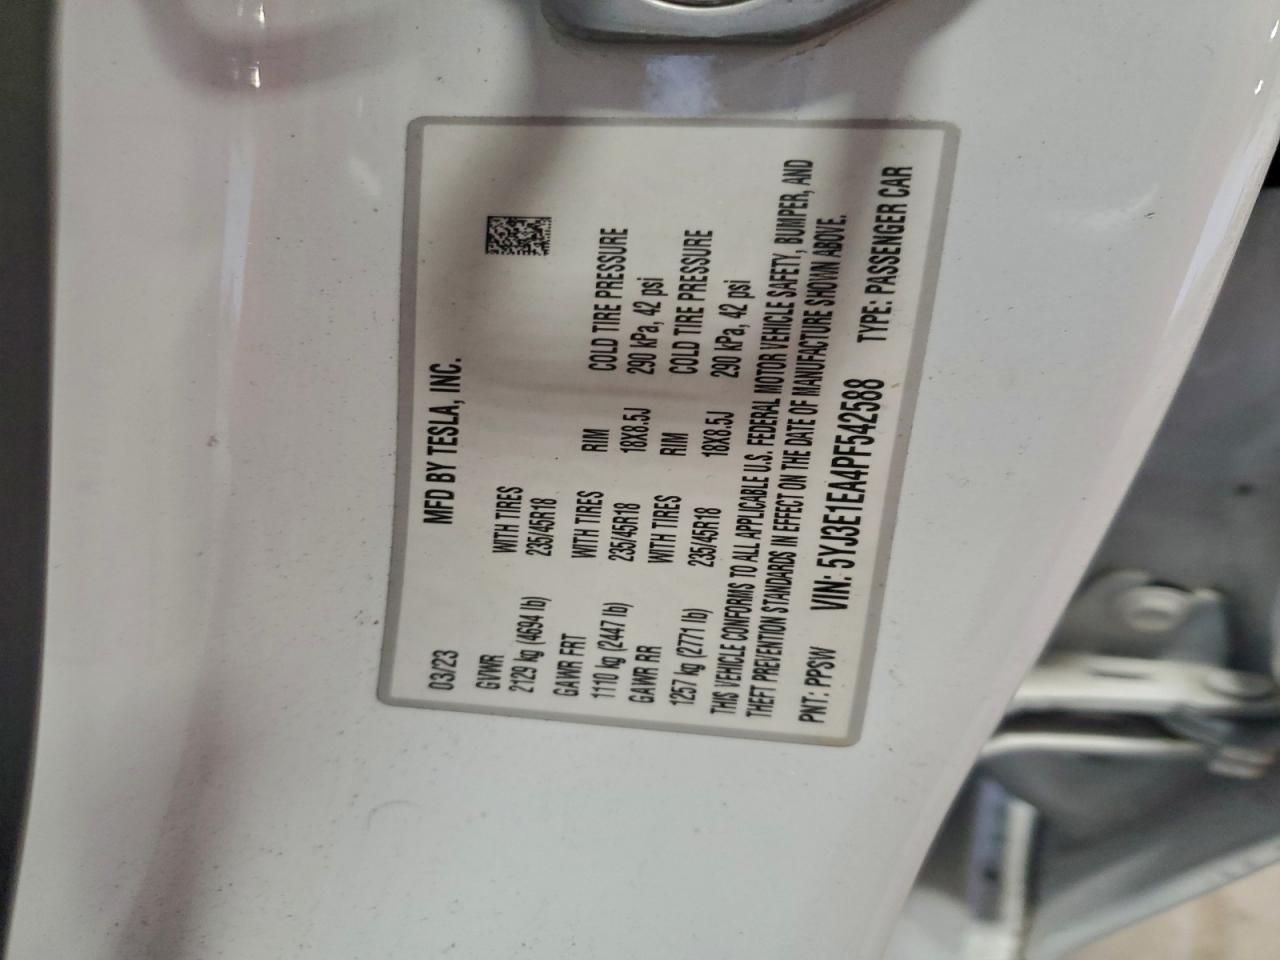 03/23 MFD BY TESLA, INC.
GVWR WITH TIRES
2129 kg (4694 lb) 235/45R18
GAWR FRT WITH TIRES RIM COLD TIRE PRESSURE
1110 kg (2447 lb) 235/45R18 18X8.5J 290 kPa, 42 psi
GAWR RR WITH TIRES RIM COLD TIRE PRESSURE
1257 kg (2771 lb) 235/45R18 18X8.5J 290 kPa, 42 psi
THIS VEHICLE CONFORMS TO ALL APPLICABLE U.S. FEDERAL MOTOR VEHICLE SAFETY, BUMPER, AND
THEFT PREVENTION STANDARDS IN EFFECT ON THE DATE OF MANUFACTURE SHOWN ABOVE.
PNT: PPSW VIN: 5YJ3E1EA4PF542588 TYPE: PASSENGER CAR